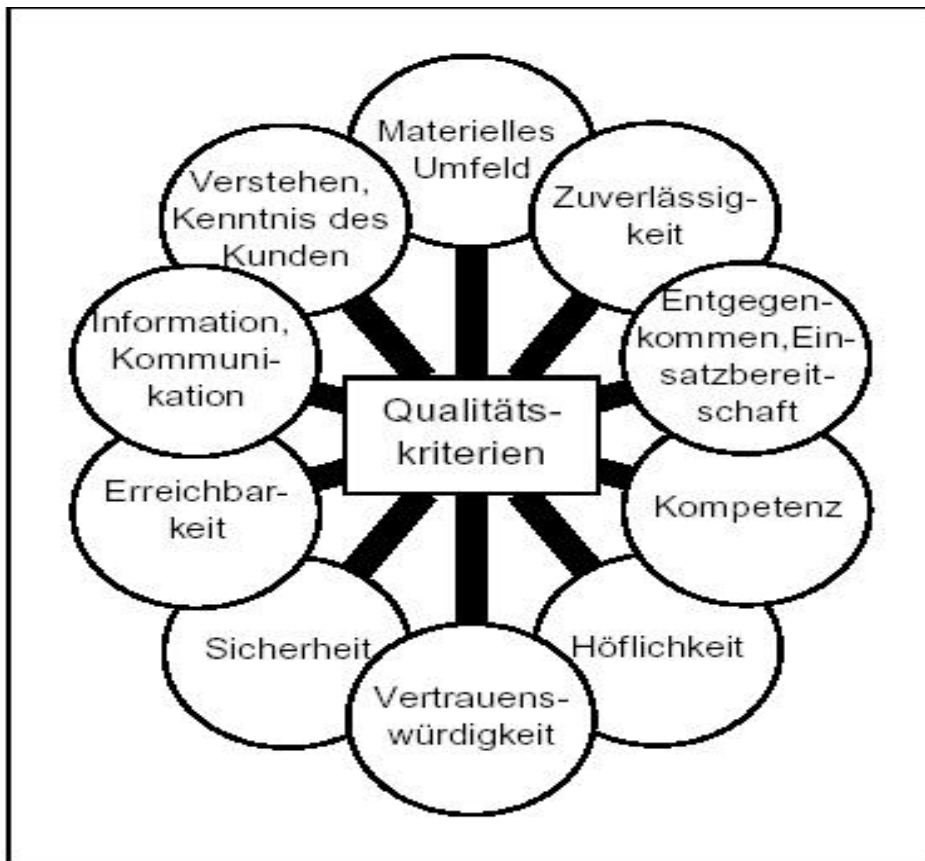 Materielles
Umfeld
Zuverlässig-
keit
Entgegen-
kommen,Ein-
satzbereit-
schaft
Kompetenz
Höflichkeit
Vertrauens-
würdigkeit
Sicherheit
Erreichbar-
keit
Information,
Kommuni-
kation
Verstehen,
Kenntnis des
Kunden
Qualitäts-
kriterien